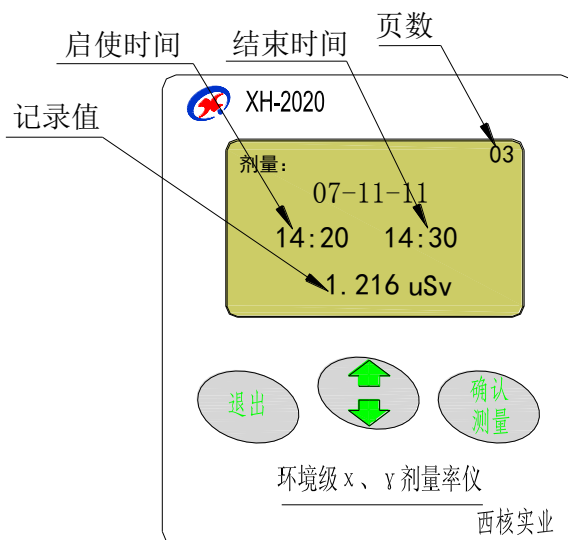 页数
启使时间
结束时间
记录值
XH-2020
03
剂量：
07-11-11
14:20 14:30
1.216 uSv
退出
确认
测量
环境级 x 、γ 剂量率仪
西核实业